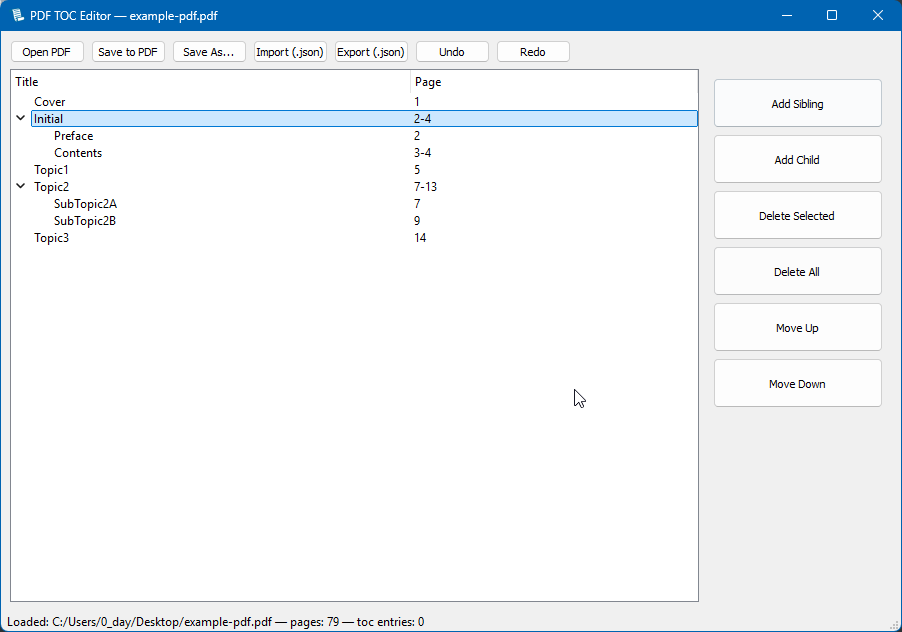 PDF TOC Editor — example-pdf.pdf
Open PDF Save to PDF Save As... Import (.json) Export (.json) Undo Redo
Title Page
Cover 1
Initial 2-4
Preface 2
Contents 3-4
Topic1 5
Topic2 7-13
SubTopic2A 7
SubTopic2B 9
Topic3 14
Add Sibling
Add Child
Delete Selected
Delete All
Move Up
Move Down
Loaded: C:/Users/0_day/Desktop/example-pdf.pdf — pages: 79 — toc entries: 0